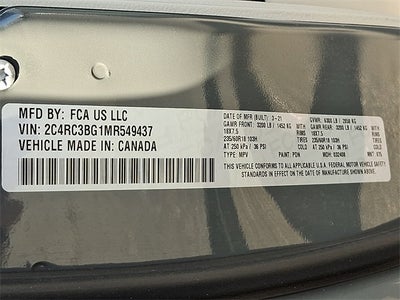 MFD BY: FCA US LLC
VIN: 2C4RC3BG1MR549437
VEHICLE MADE IN: CANADA
DATE OF MFR (BUILT): 3-21 GVWR: 6300 LB / 2858 KG
GAWR FRONT: 3200 LB / 1452 KG GAWR REAR: 3200 LB / 1452 KG
18X7.5 18X7.5
235/60R18 103H TIRES 235/60R18 103H
AT 250 kPa / 36 PSI AT 250 kPa / 36 PSI
TYPE: MPV PAINT: PDN MDH: 032408 MNT
THIS VEHICLE CONFORMS TO ALL APPLICABLE U.S.A. FEDERAL MOTOR VEHICLE SAFETY
STANDARDS IN EFFECT ON THE DATE OF MANUFACTURE SHOWN ABOVE.